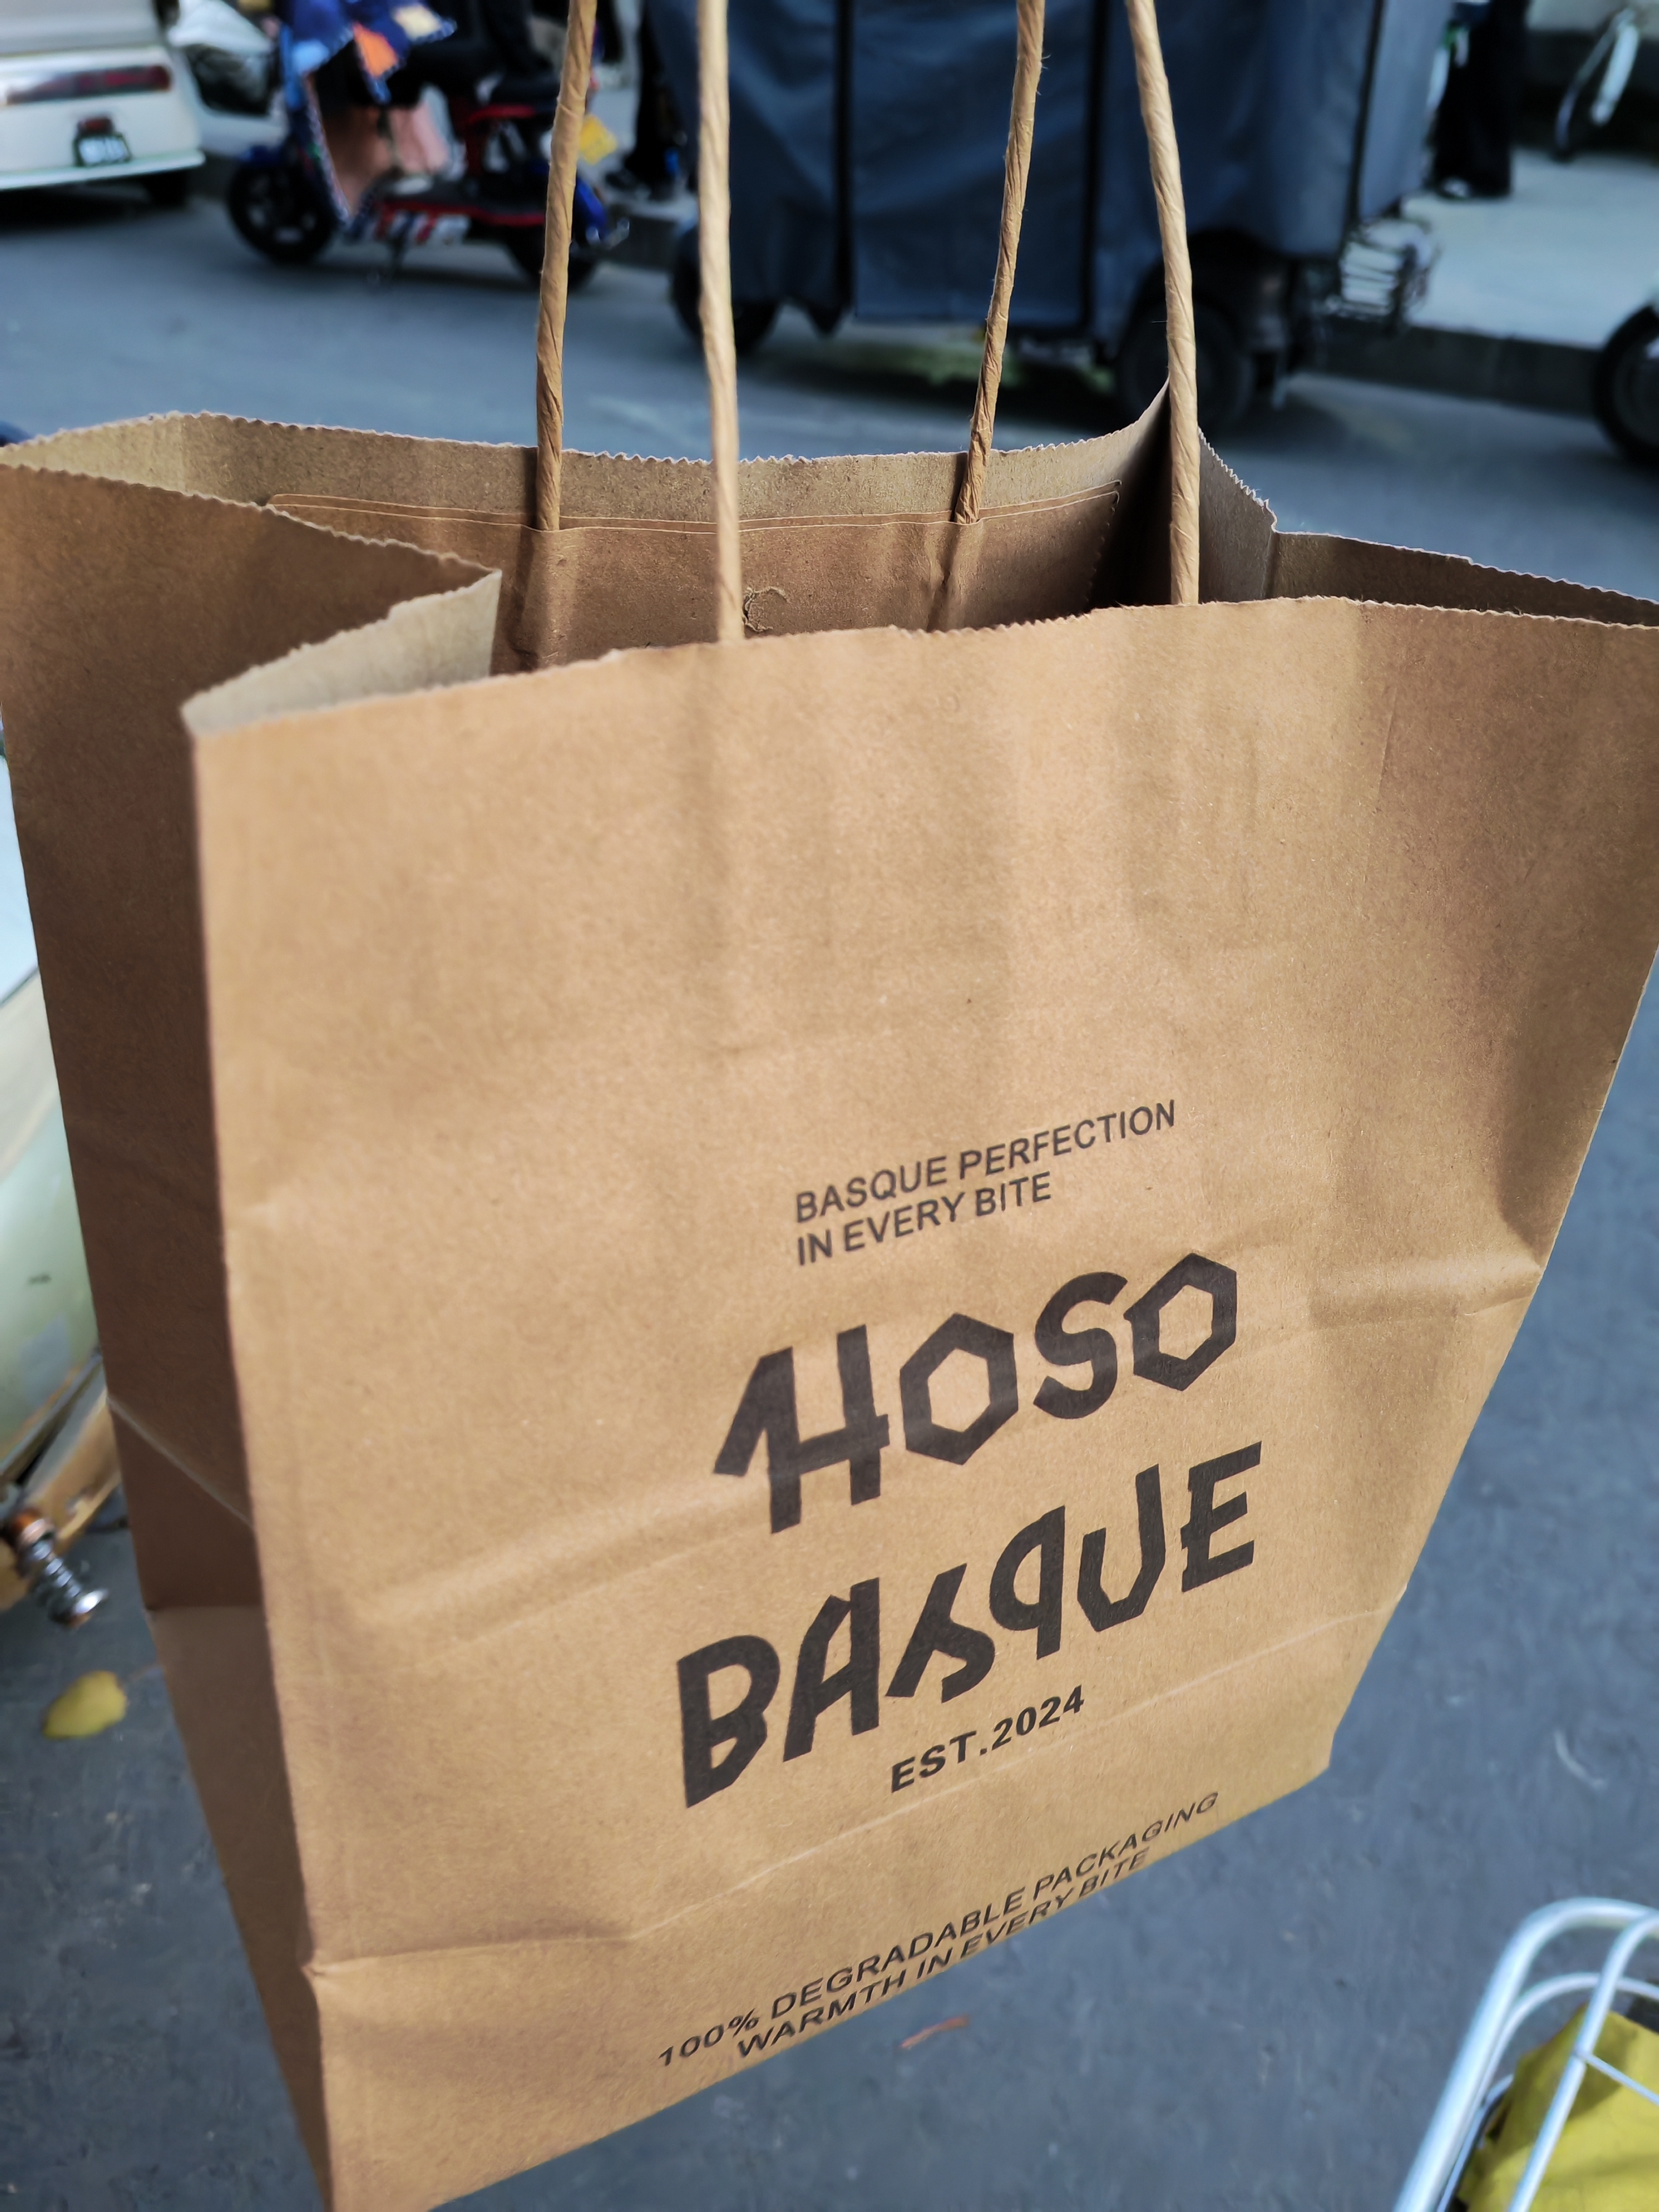 BASQUE PERFECTION
IN EVERY BITE
HOSO
BASQUE
EST.2024
100% DEGRADABLE PACKAGING
WARMTH IN EVERY BITE